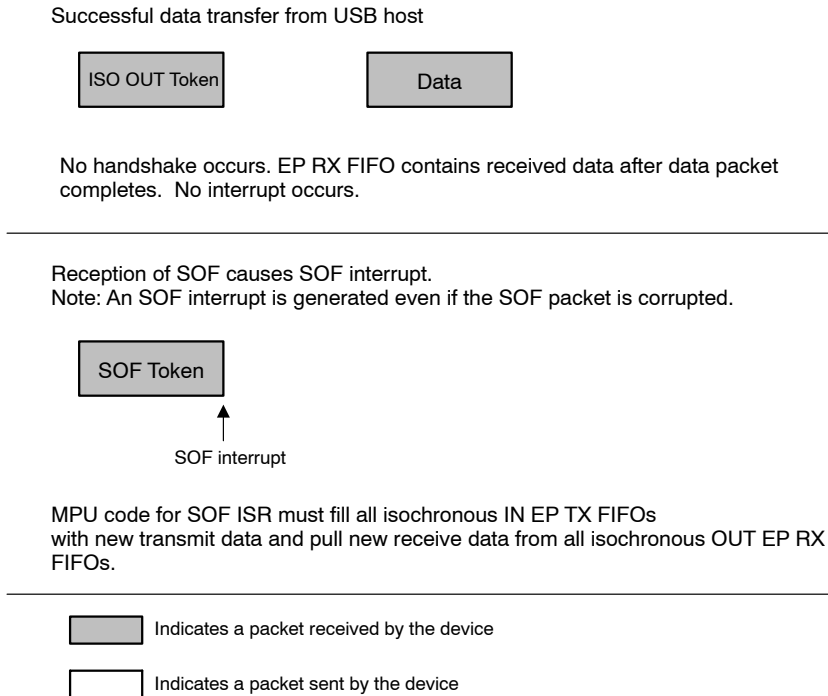 Successful data transfer from USB host
ISO OUT Token
Data
No handshake occurs. EP RX FIFO contains received data after data packet
completes.  No interrupt occurs.
Reception of SOF causes SOF interrupt.
Note: An SOF interrupt is generated even if the SOF packet is corrupted.
SOF Token
SOF interrupt
MPU code for SOF ISR must fill all isochronous IN EP TX FIFOs
with new transmit data and pull new receive data from all isochronous OUT EP RX
FIFOs.
Indicates a packet received by the device
Indicates a packet sent by the device